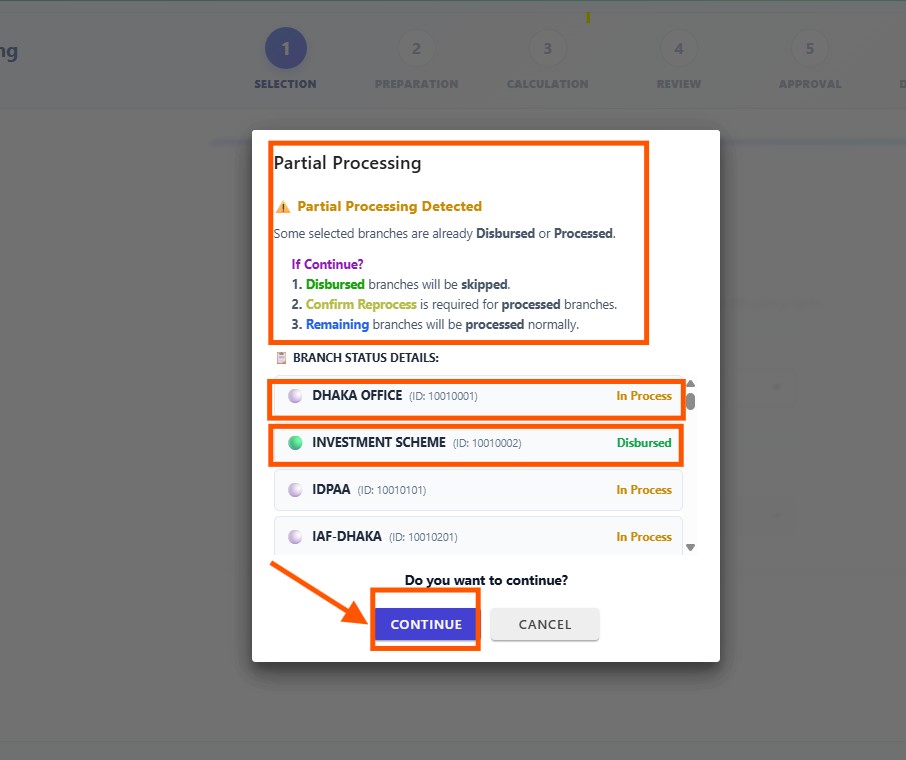 ng
1
2
3
4
5
SELECTION
PREPARATION
CALCULATION
REVIEW
APPROVAL
D
Partial Processing
Partial Processing Detected
Some selected branches are already Disbursed or Processed.
If Continue?
1. Disbursed branches will be skipped.
2. Confirm Reprocess is required for processed branches.
3. Remaining branches will be processed normally.
BRANCH STATUS DETAILS:
DHAKA OFFICE (ID: 10010001) In Process
INVESTMENT SCHEME (ID: 10010002) Disbursed
IDPAA (ID: 10010101) In Process
IAF-DHAKA (ID: 10010201) In Process
Do you want to continue?
CONTINUE CANCEL